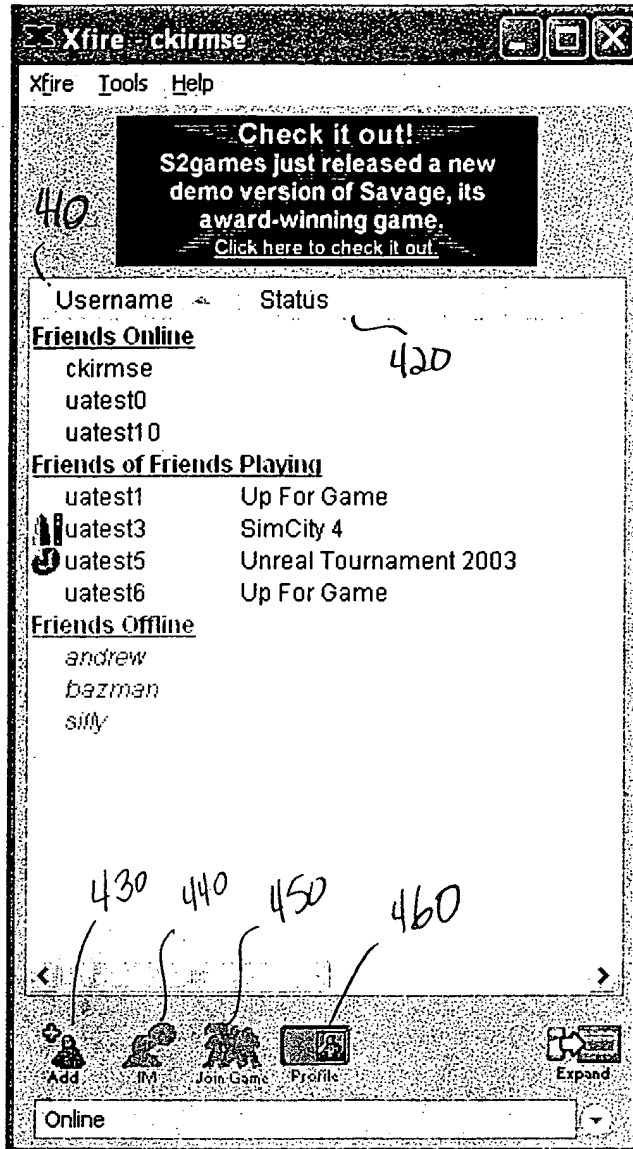 Xfire - ckirmse
Xfire Tools Help
Check it out!
S2games just released a new
demo version of Savage, its
award-winning game.
Click here to check it out.
410
Username Status
420
Friends Online
ckirmse
uatest0
uatest10
Friends of Friends Playing
uatest1 Up For Game
uatest3 SimCity 4
uatest5 Unreal Tournament 2003
uatest6 Up For Game
Friends Offline
andrew
bazman
silly
430 440 450 460
Add IM Join Game Profile Expand
Online